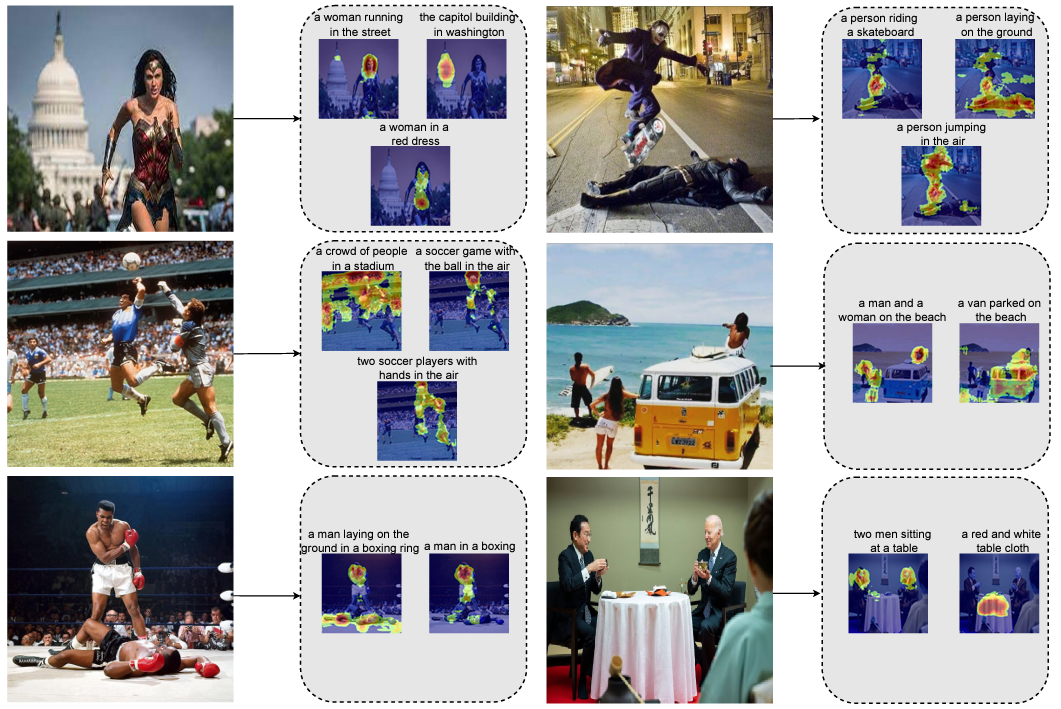 a woman running
in the street
the capitol building
in washington
a woman in a
red dress
a person riding
a skateboard
a person laying
on the ground
a person jumping
in the air
a crowd of people
in a stadium
a soccer game with
the ball in the air
two soccer players with
hands in the air
a man and a
woman on the beach
a van parked on
the beach
a man laying on the
ground in a boxing ring
a man in a boxing
two men sitting
at a table
a red and white
table cloth